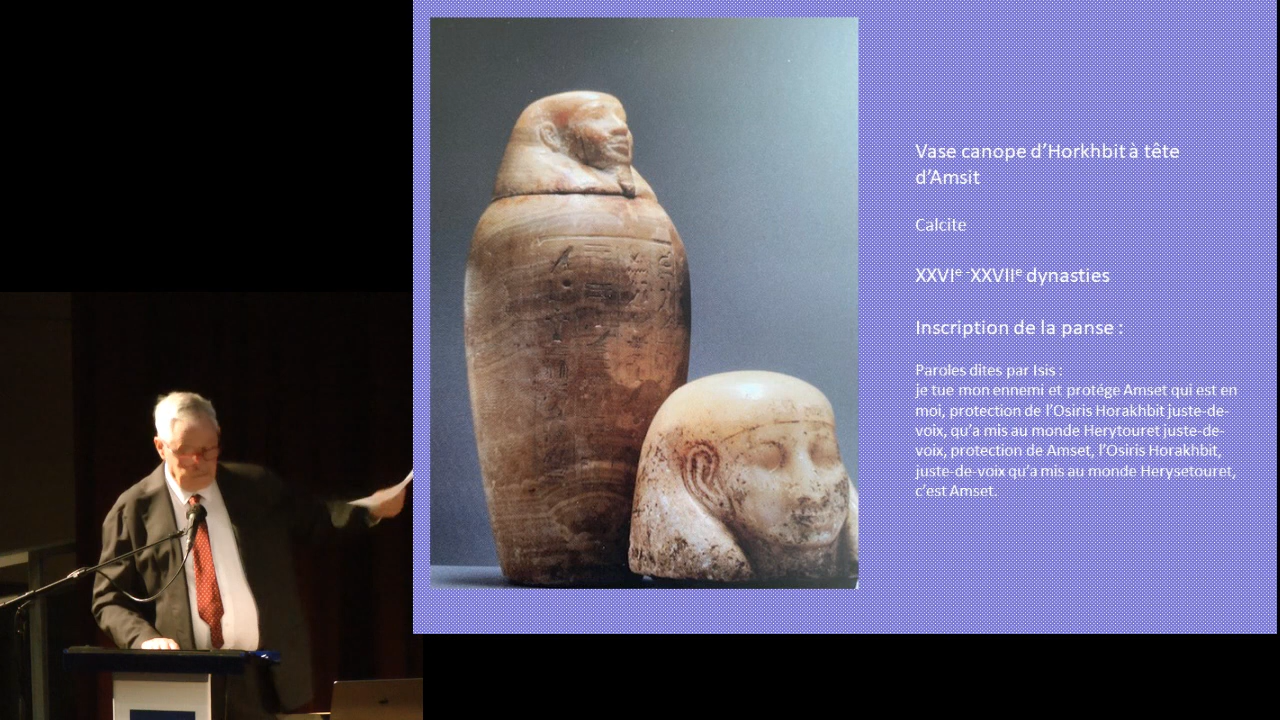 Vase canope d’Horkhbit à tête
d’Amsit
Calcite
XXVIe -XXVIIe dynasties
Inscription de la panse :
Paroles dites par Isis :
je tue mon ennemi et protége Amset qui est en
moi, protection de l’Osiris Horakhbit juste-de-
voix, qu’a mis au monde Herytouret juste-de-
voix, protection de Amset, l’Osiris Horakhbit,
juste-de-voix qu’a mis au monde Herysetouret,
c’est Amset.